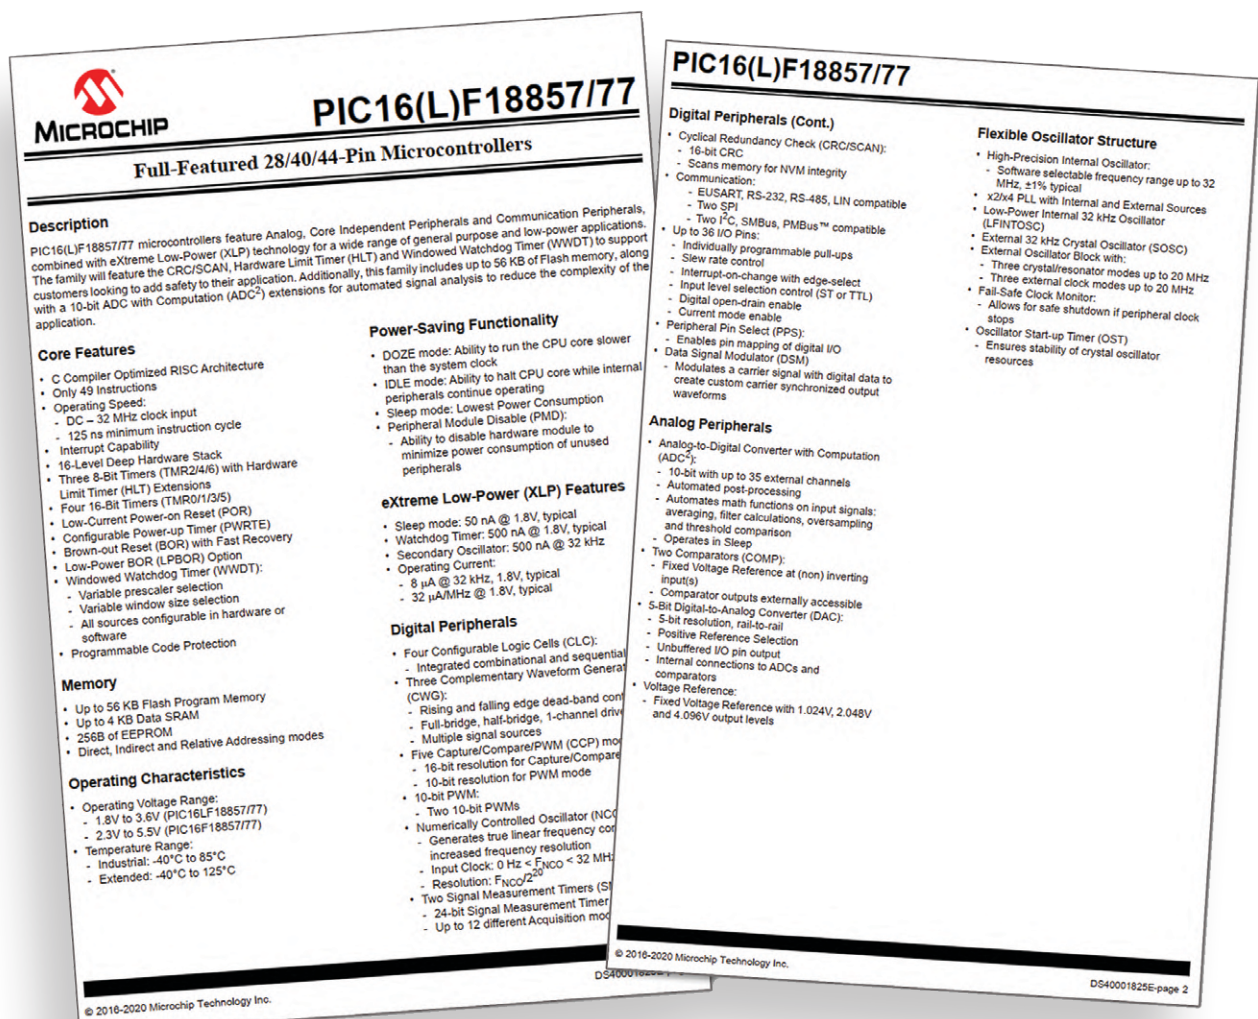 MICROCHIP
PIC16(L)F18857/77
Full-Featured 28/40/44-Pin Microcontrollers
Description
PIC16(L)F18857/77 microcontrollers feature Analog, Core Independent Peripherals and Communication Peripherals,
combined with eXtreme Low-Power (XLP) technology for a wide range of general purpose and low-power applications.
The family will feature the CRC/SCAN, Hardware Limit Timer (HLT) and Windowed Watchdog Timer (WWDT) to support
customers looking to add safety to their application. Additionally, this family includes up to 56 KB of Flash memory, along
with a 10-bit ADC with Computation (ADC²) extensions for automated signal analysis to reduce the complexity of the
application.
Core Features
• C Compiler Optimized RISC Architecture
• Only 49 Instructions
• Operating Speed:
- DC – 32 MHz clock input
- 125 ns minimum instruction cycle
• Interrupt Capability
• 16-Level Deep Hardware Stack
• Three 8-Bit Timers (TMR2/4/6) with Hardware
Limit Timer (HLT) Extensions
• Four 16-Bit Timers (TMR0/1/3/5)
• Low-Current Power-on Reset (POR)
• Configurable Power-up Timer (PWRTE)
• Brown-out Reset (BOR) with Fast Recovery
• Low-Power BOR (LPBOR) Option
• Windowed Watchdog Timer (WWDT):
- Variable prescaler selection
- Variable window size selection
- All sources configurable in hardware or
software
• Programmable Code Protection
Memory
• Up to 56 KB Flash Program Memory
• Up to 4 KB Data SRAM
• 256B of EEPROM
• Direct, Indirect and Relative Addressing modes
Operating Characteristics
• Operating Voltage Range:
- 1.8V to 3.6V (PIC16LF18857/77)
- 2.3V to 5.5V (PIC16F18857/77)
• Temperature Range:
- Industrial: -40°C to 85°C
- Extended: -40°C to 125°C
Power-Saving Functionality
• DOZE mode: Ability to run the CPU core slower
than the system clock
• IDLE mode: Ability to halt CPU core while internal
peripherals continue operating
• Sleep mode: Lowest Power Consumption
• Peripheral Module Disable (PMD):
- Ability to disable hardware module to
minimize power consumption of unused
peripherals
eXtreme Low-Power (XLP) Features
• Sleep mode: 50 nA @ 1.8V, typical
• Watchdog Timer: 500 nA @ 1.8V, typical
• Secondary Oscillator: 500 nA @ 32 kHz
• Operating Current:
- 8 µA @ 32 kHz, 1.8V, typical
- 32 µA/MHz @ 1.8V, typical
Digital Peripherals
• Four Configurable Logic Cells (CLC):
- Integrated combinational and sequential
• Three Complementary Waveform Generat
(CWG):
- Rising and falling edge dead-band cont
- Full-bridge, half-bridge, 1-channel drive
- Multiple signal sources
• Five Capture/Compare/PWM (CCP) mo
- 16-bit resolution for Capture/Compare
- 10-bit resolution for PWM mode
• 10-bit PWM:
- Two 10-bit PWMs
• Numerically Controlled Oscillator (NCO
- Generates true linear frequency con
increased frequency resolution
- Input Clock: 0 Hz < FNCO < 32 MHz
- Resolution: FNCO/2²⁰
• Two Signal Measurement Timers (SM
- 24-bit Signal Measurement Timer
- Up to 12 different Acquisition mod
© 2016-2020 Microchip Technology Inc.
PIC16(L)F18857/77
Digital Peripherals (Cont.)
• Cyclical Redundancy Check (CRC/SCAN):
- 16-bit CRC
- Scans memory for NVM integrity
• Communication:
- EUSART, RS-232, RS-485, LIN compatible
- Two SPI
- Two I²C, SMBus, PMBus™ compatible
• Up to 36 I/O Pins:
- Individually programmable pull-ups
- Slew rate control
- Interrupt-on-change with edge-select
- Input level selection control (ST or TTL)
- Digital open-drain enable
- Current mode enable
• Peripheral Pin Select (PPS):
- Enables pin mapping of digital I/O
• Data Signal Modulator (DSM)
- Modulates a carrier signal with digital data to
create custom carrier synchronized output
waveforms
Analog Peripherals
• Analog-to-Digital Converter with Computation
(ADC²):
- 10-bit with up to 35 external channels
- Automated post-processing
- Automates math functions on input signals:
averaging, filter calculations, oversampling
and threshold comparison
- Operates in Sleep
• Two Comparators (COMP):
- Fixed Voltage Reference at (non) inverting
input(s)
- Comparator outputs externally accessible
• 5-Bit Digital-to-Analog Converter (DAC):
- 5-bit resolution, rail-to-rail
- Positive Reference Selection
- Unbuffered I/O pin output
- Internal connections to ADCs and
comparators
• Voltage Reference:
- Fixed Voltage Reference with 1.024V, 2.048V
and 4.096V output levels
Flexible Oscillator Structure
• High-Precision Internal Oscillator:
- Software selectable frequency range up to 32
MHz, ±1% typical
• x2/x4 PLL with Internal and External Sources
• Low-Power Internal 32 kHz Oscillator
(LFINTOSC)
• External 32 kHz Crystal Oscillator (SOSC)
• External Oscillator Block with:
- Three crystal/resonator modes up to 20 MHz
- Three external clock modes up to 20 MHz
• Fail-Safe Clock Monitor:
- Allows for safe shutdown if peripheral clock
stops
• Oscillator Start-up Timer (OST)
- Ensures stability of crystal oscillator
resources
© 2016-2020 Microchip Technology Inc.
DS40001825E-page 2